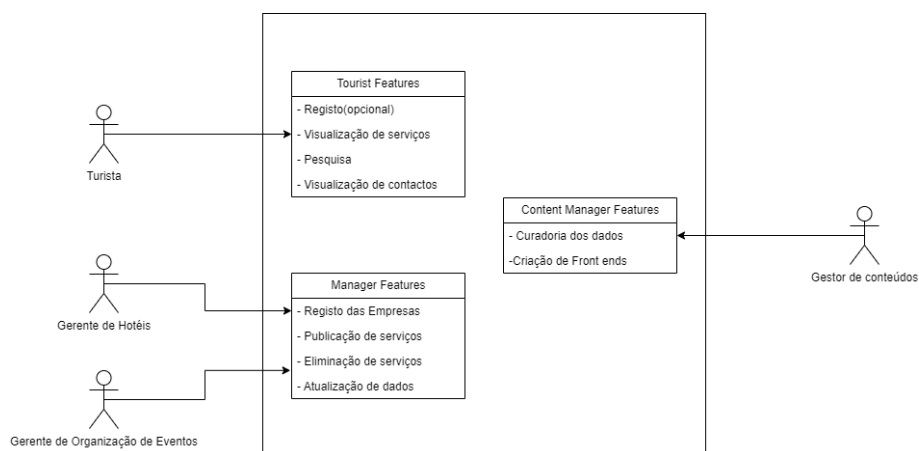 Tourist Features
- Registo(opcional)
- Visualização de serviços
- Pesquisa
- Visualização de contactos
Turista
Content Manager Features
- Curadoria dos dados
-Criação de Front ends
Gestor de conteúdos
Manager Features
- Registo das Empresas
- Publicação de serviços
- Eliminação de serviços
- Atualização de dados
Gerente de Hotéis
Gerente de Organização de Eventos